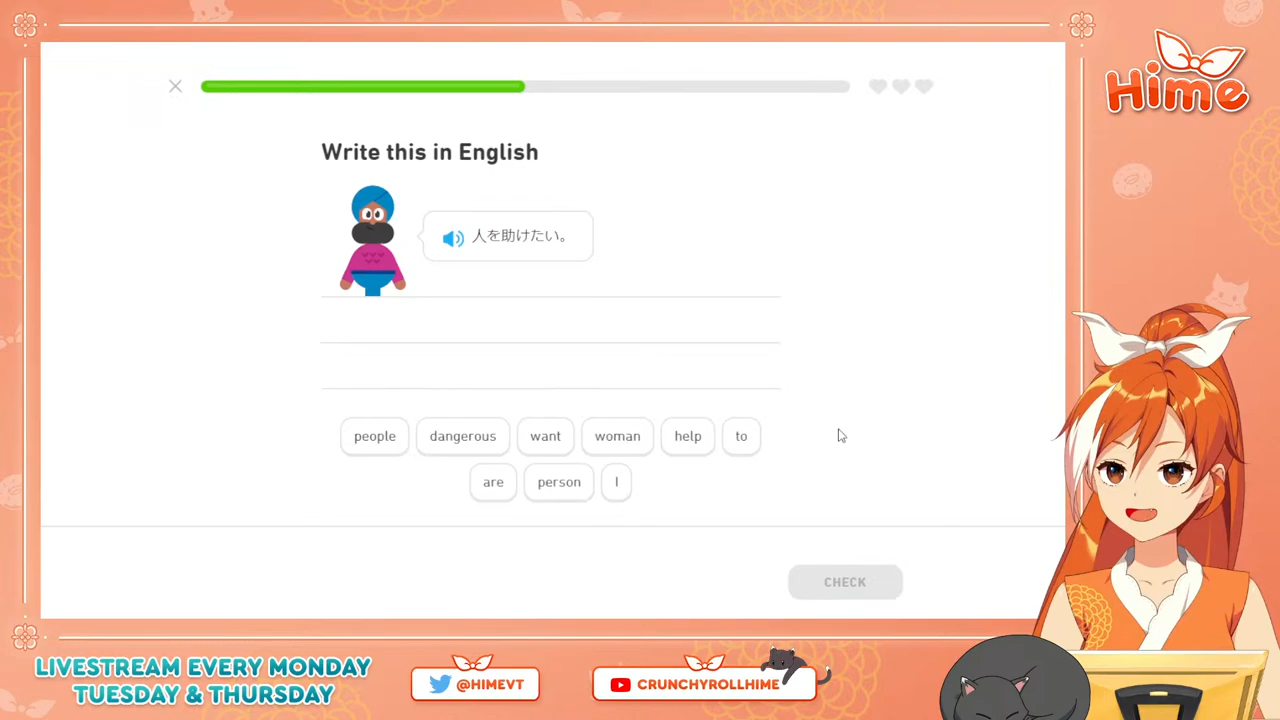 Hime
Write this in English
人を助けたい。
people dangerous want woman help to
are person I
CHECK
LIVESTREAM EVERY MONDAY
TUESDAY & THURSDAY
@HIMEVT
CRUNCHYROLLHIME